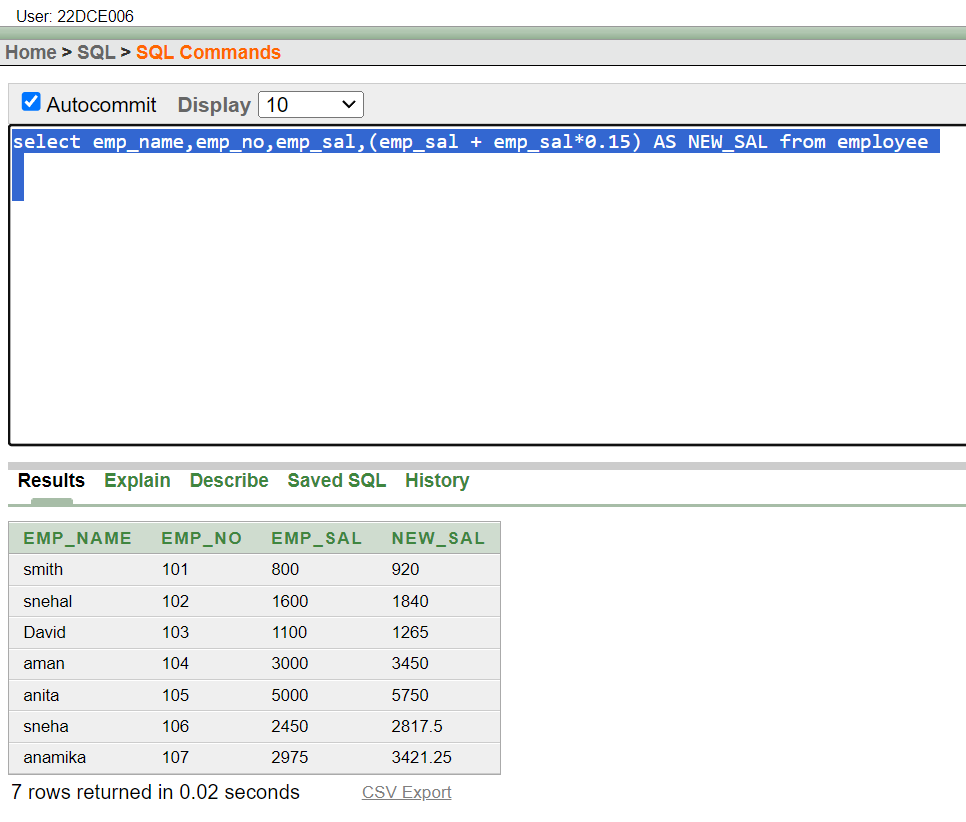 User: 22DCE006
Home > SQL > SQL Commands
Autocommit Display 10
select emp_name,emp_no,emp_sal,(emp_sal + emp_sal*0.15) AS NEW_SAL from employee
Results Explain Describe Saved SQL History
EMP_NAME EMP_NO EMP_SAL NEW_SAL
smith 101 800 920
snehal 102 1600 1840
David 103 1100 1265
aman 104 3000 3450
anita 105 5000 5750
sneha 106 2450 2817.5
anamika 107 2975 3421.25
7 rows returned in 0.02 seconds CSV Export